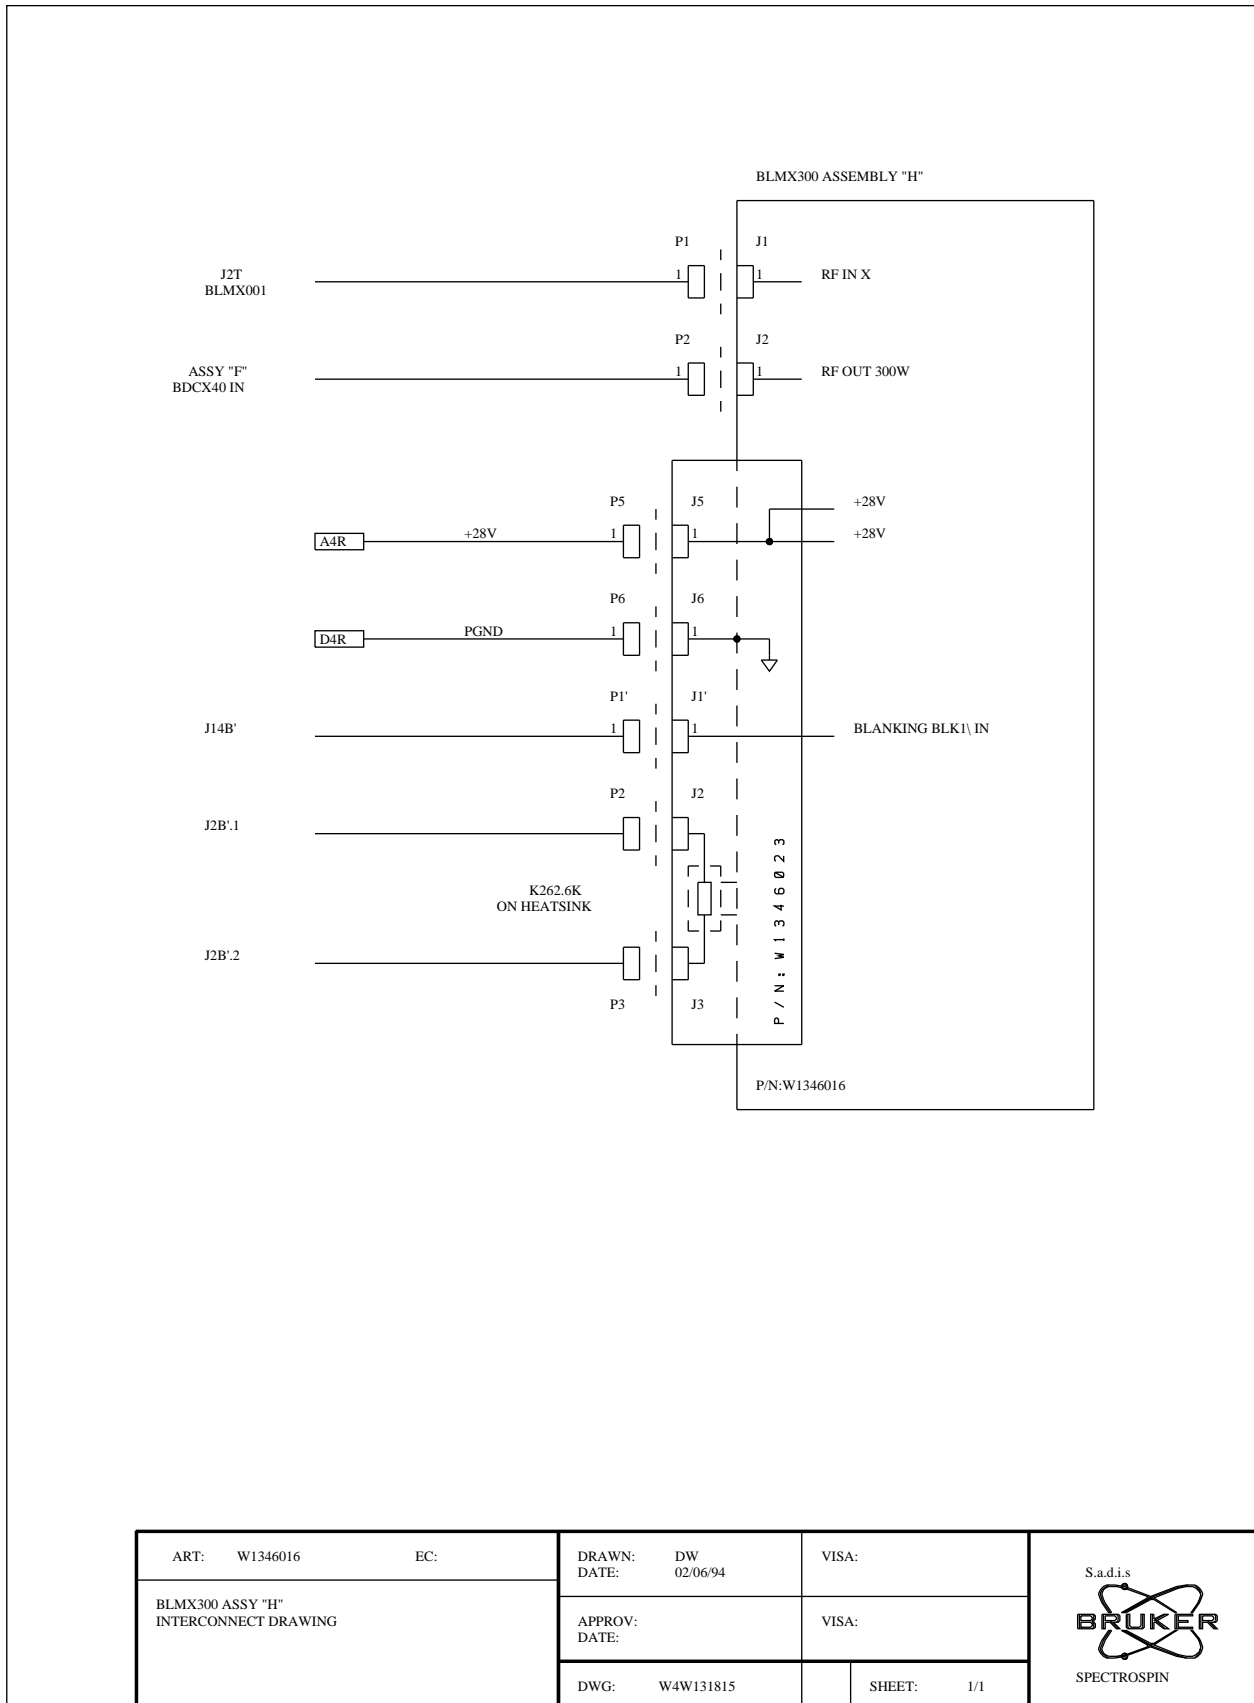 BLMX300 ASSEMBLY "H"
P1 J1
J2T
BLMX001
1 1 RF IN X
P2 J2
ASSY "F"
BDCX40 IN
1 1 RF OUT 300W
P5 J5
+28V
A4R +28V 1 1 +28V
P6 J6
D4R PGND 1 1
P1' J1'
J14B' 1 1 BLANKING BLK1\ IN
P2 J2
J2B'.1
K262.6K
ON HEATSINK
J2B'.2
P3 J3
P/N: W1346023
P/N:W1346016
ART: W1346016 EC:
BLMX300 ASSY "H"
INTERCONNECT DRAWING
DRAWN: DW
DATE: 02/06/94
VISA:
APPROV:
DATE:
VISA:
DWG: W4W131815
SHEET: 1/1
S.a.d.i.s
BRUKER
SPECTROSPIN